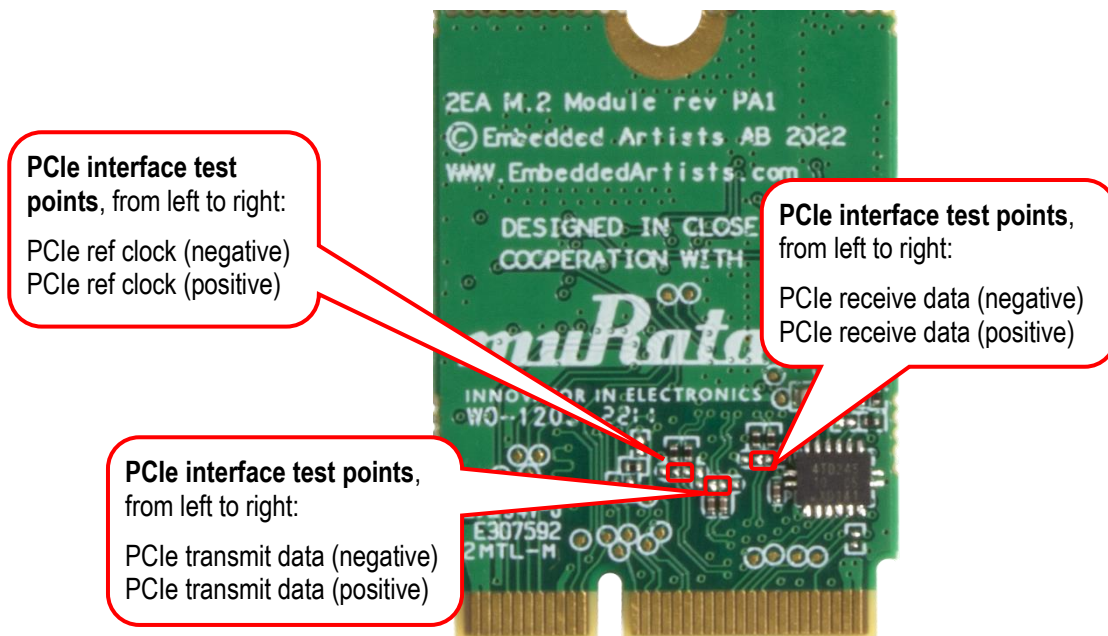 2EA M.2 Module rev PA1
© Embedded Artists AB 2022
WWW.EmbeddedArtists.com
DESIGNED IN CLOSE
COOPERATION WITH
muRata
INNOVATOR IN ELECTRONICS
PCIe interface test
points, from left to right:
PCIe ref clock (negative)
PCIe ref clock (positive)
PCIe interface test points,
from left to right:
PCIe receive data (negative)
PCIe receive data (positive)
PCIe interface test points,
from left to right:
PCIe transmit data (negative)
PCIe transmit data (positive)
E307592
2MTL-M